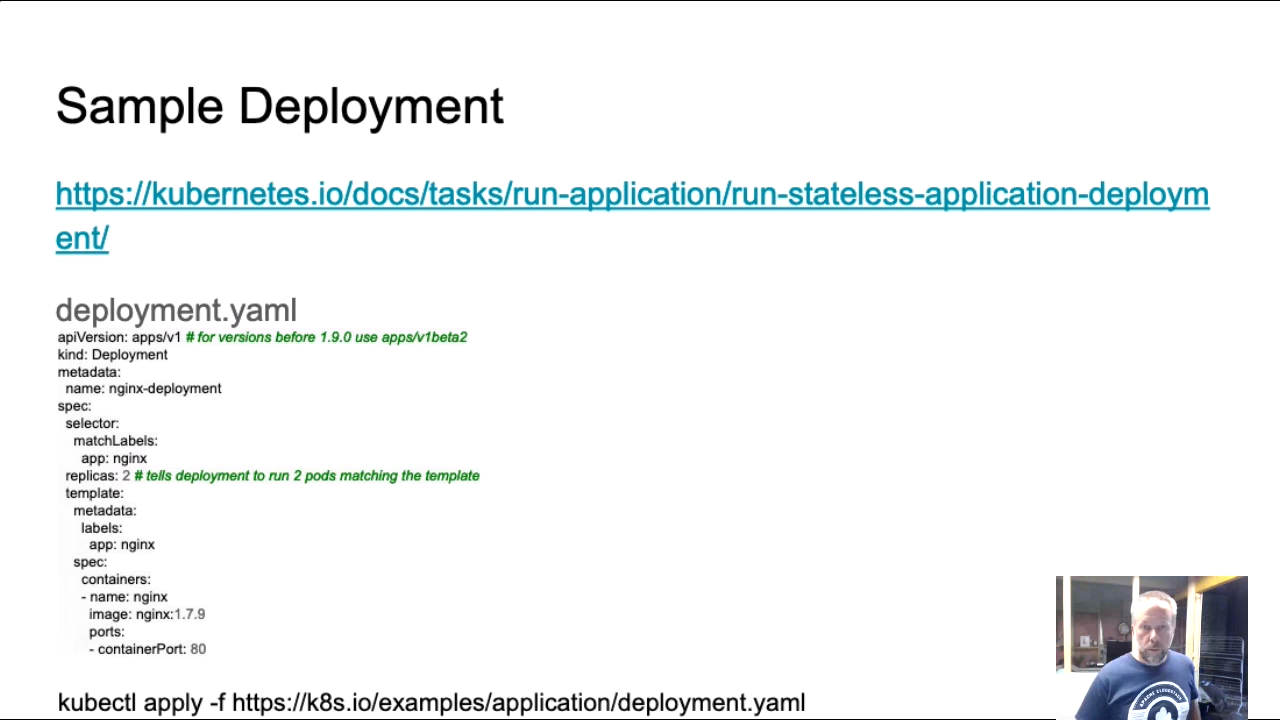 Sample Deployment
https://kubernetes.io/docs/tasks/run-application/run-stateless-application-deploym
ent/
deployment.yaml
apiVersion: apps/v1 # for versions before 1.9.0 use apps/v1beta2
kind: Deployment
metadata:
  name: nginx-deployment
spec:
  selector:
    matchLabels:
      app: nginx
  replicas: 2 # tells deployment to run 2 pods matching the template
  template:
    metadata:
      labels:
        app: nginx
    spec:
      containers:
      - name: nginx
        image: nginx:1.7.9
        ports:
        - containerPort: 80
kubectl apply -f https://k8s.io/examples/application/deployment.yaml